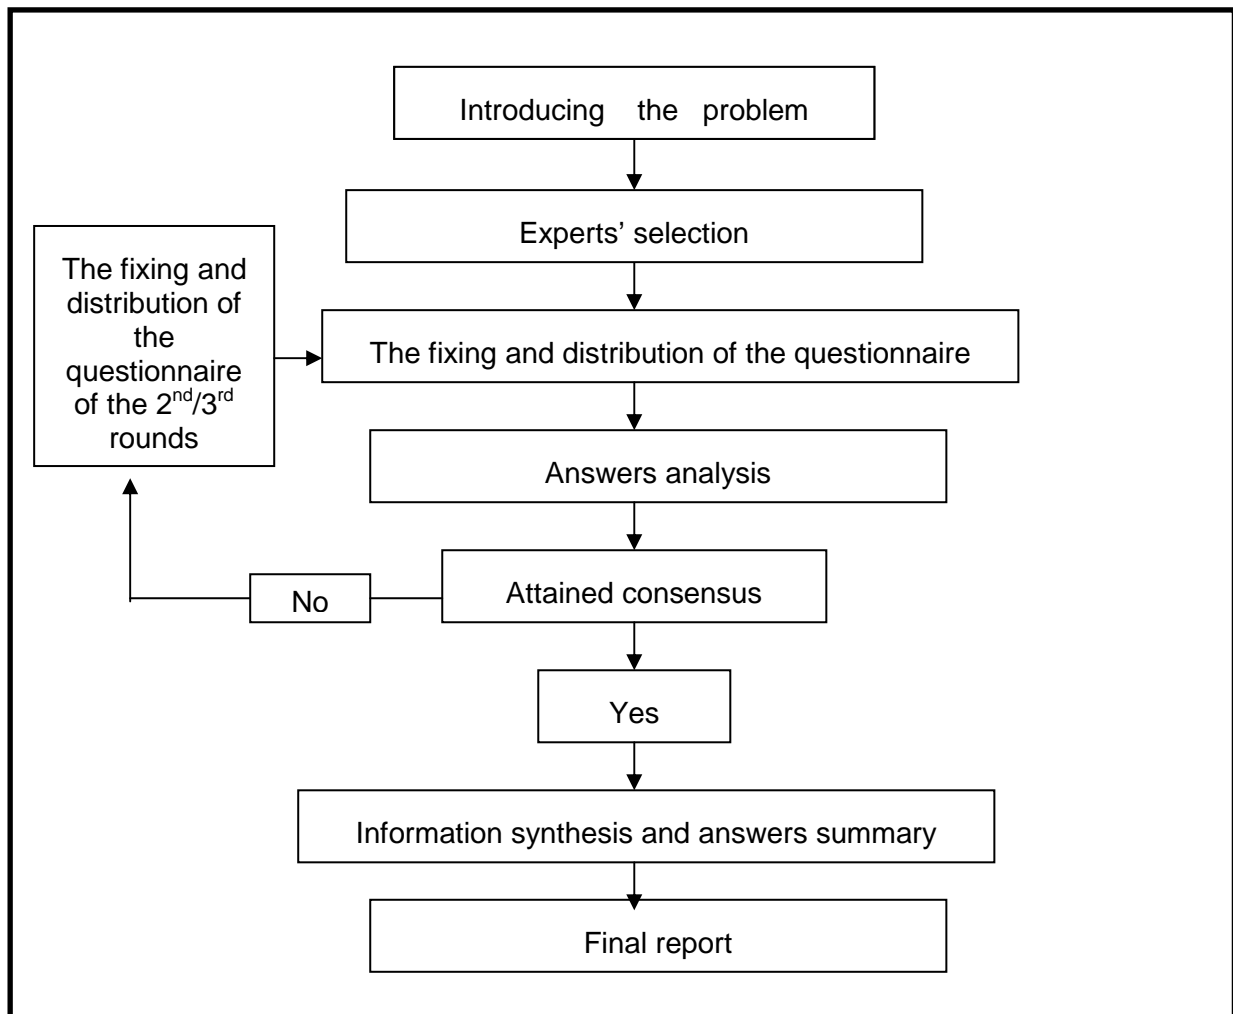 Introducing the problem
Experts’ selection
The fixing and
distribution of
the
questionnaire
of the 2nd/3rd
rounds
The fixing and distribution of the questionnaire
Answers analysis
Attained consensus
No
Yes
Information synthesis and answers summary
Final report